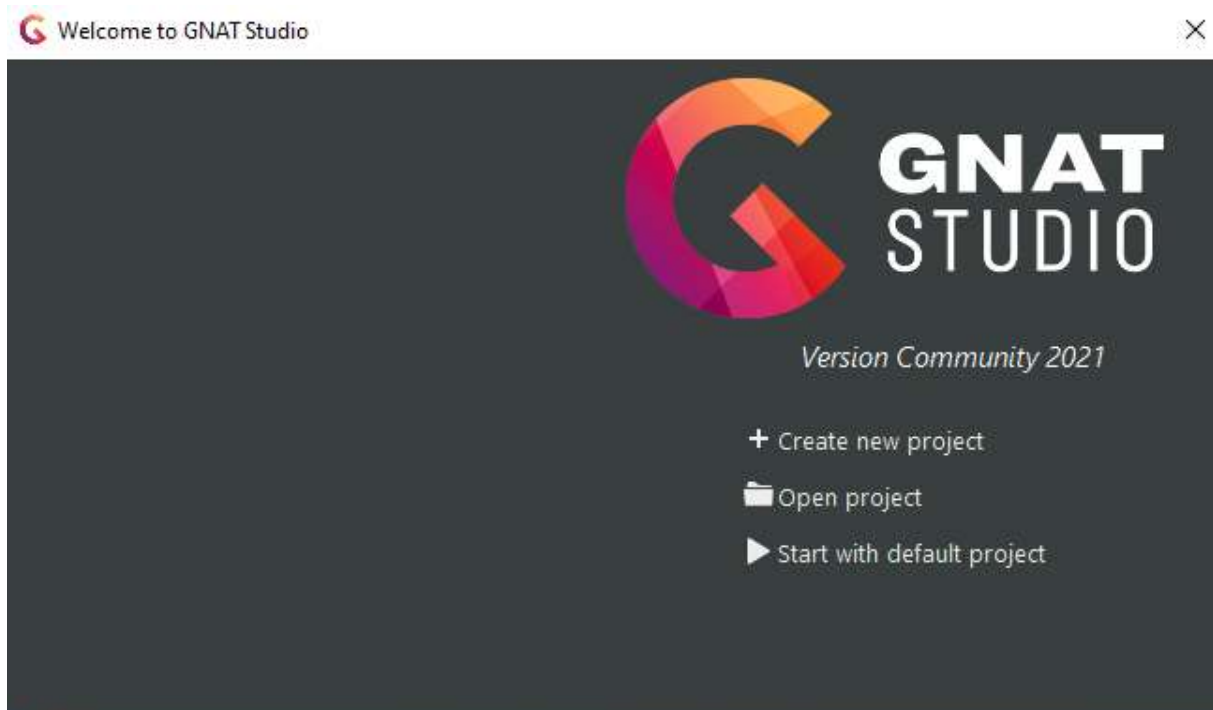 Welcome to GNAT Studio
GNAT
STUDIO
Version Community 2021
Create new project
Open project
Start with default project